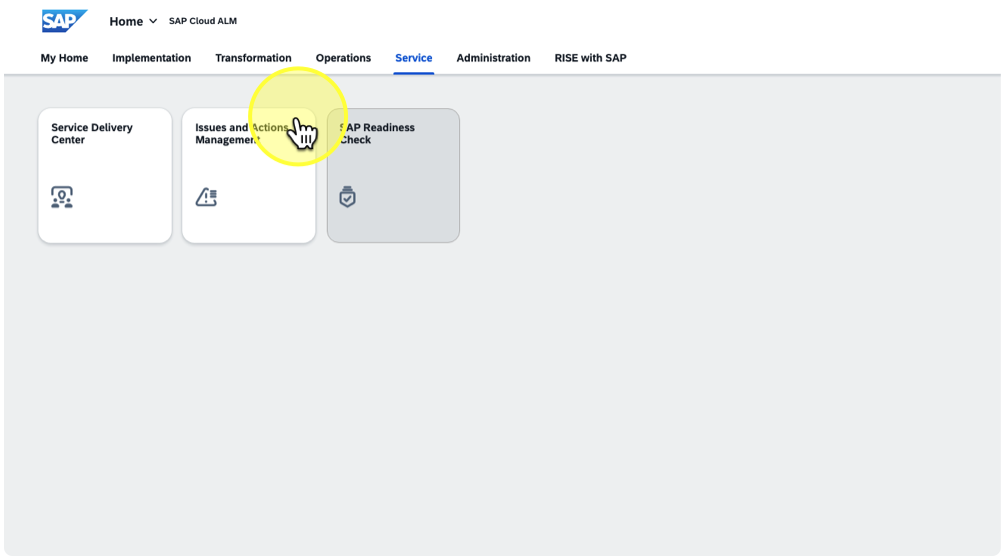 SAP Home SAP Cloud ALM
My Home Implementation Transformation Operations Service Administration RISE with SAP
Service Delivery
Center
Issues and Actions
Management
SAP Readiness
Check